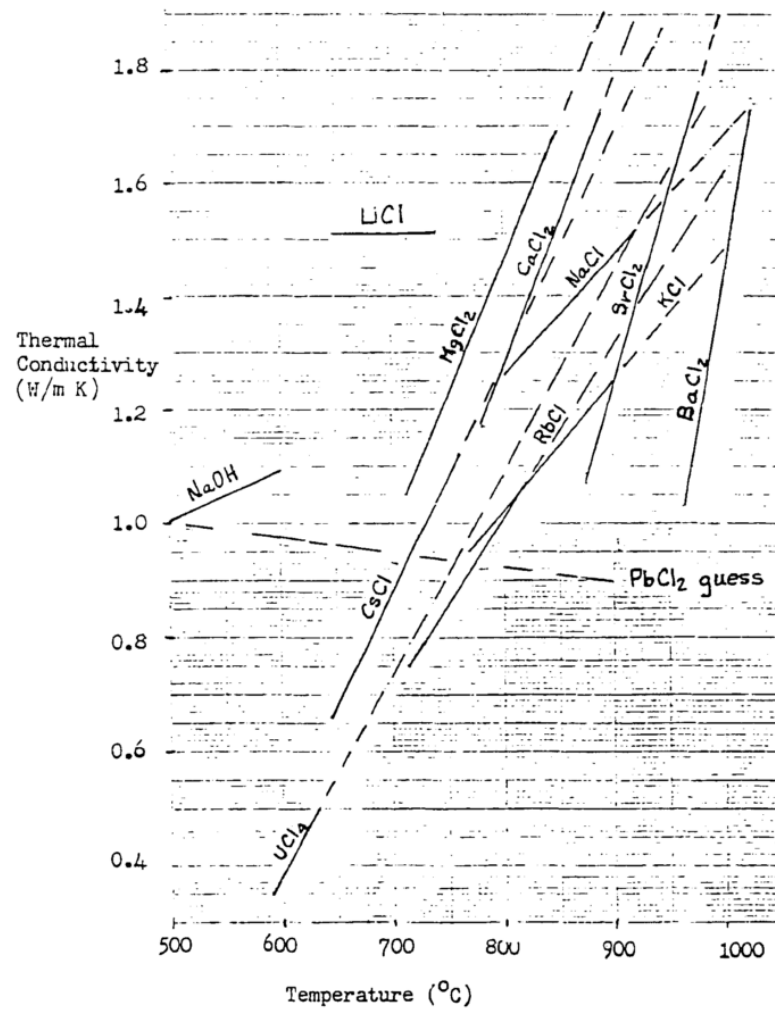 1.8
1.6
LiCl
CaCl₂
NaCl
1.4
SrCl₂
KCl
MgCl₂
Thermal
Conductivity
(W/m K)
BaCl₂
1.2
RbCl
NaOH
1.0
PbCl₂ guess
CsCl
0.8
0.6
UCl₄
0.4
500
600
700
800
900
1000
Temperature (°C)